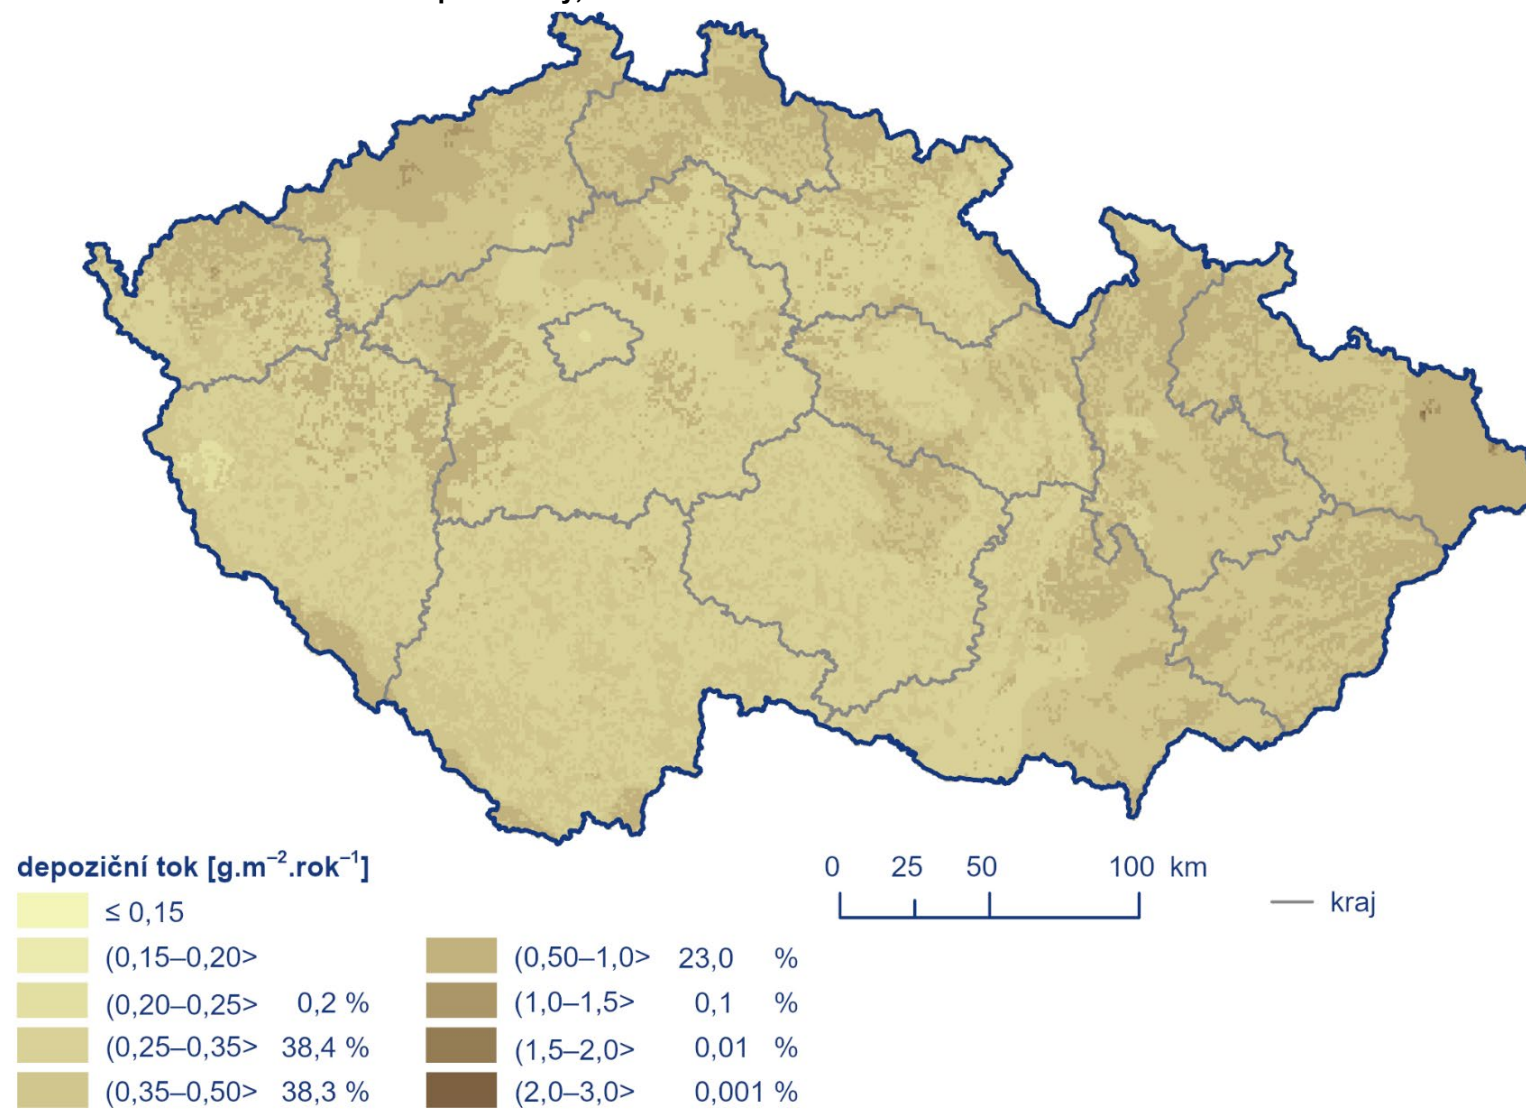 depoziční tok [g.m⁻².rok⁻¹]
≤ 0,15
(0,15–0,20>
(0,20–0,25> 0,2 %
(0,25–0,35> 38,4 %
(0,35–0,50> 38,3 %
(0,50–1,0> 23,0 %
(1,0–1,5> 0,1 %
(1,5–2,0> 0,01 %
(2,0–3,0> 0,001 %
0 25 50 100 km
kraj